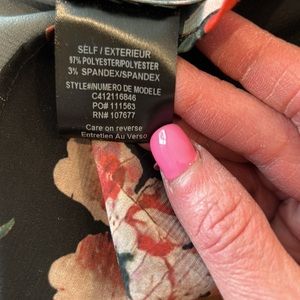 SELF / EXTERIEUR
97% POLYESTER/POLYESTER
3% SPANDEX/SPANDEX
STYLE#NUMERO DE MODELE
C412116846
PO# 111563
RN# 107677
Care on reverse
Entretien Au Verso